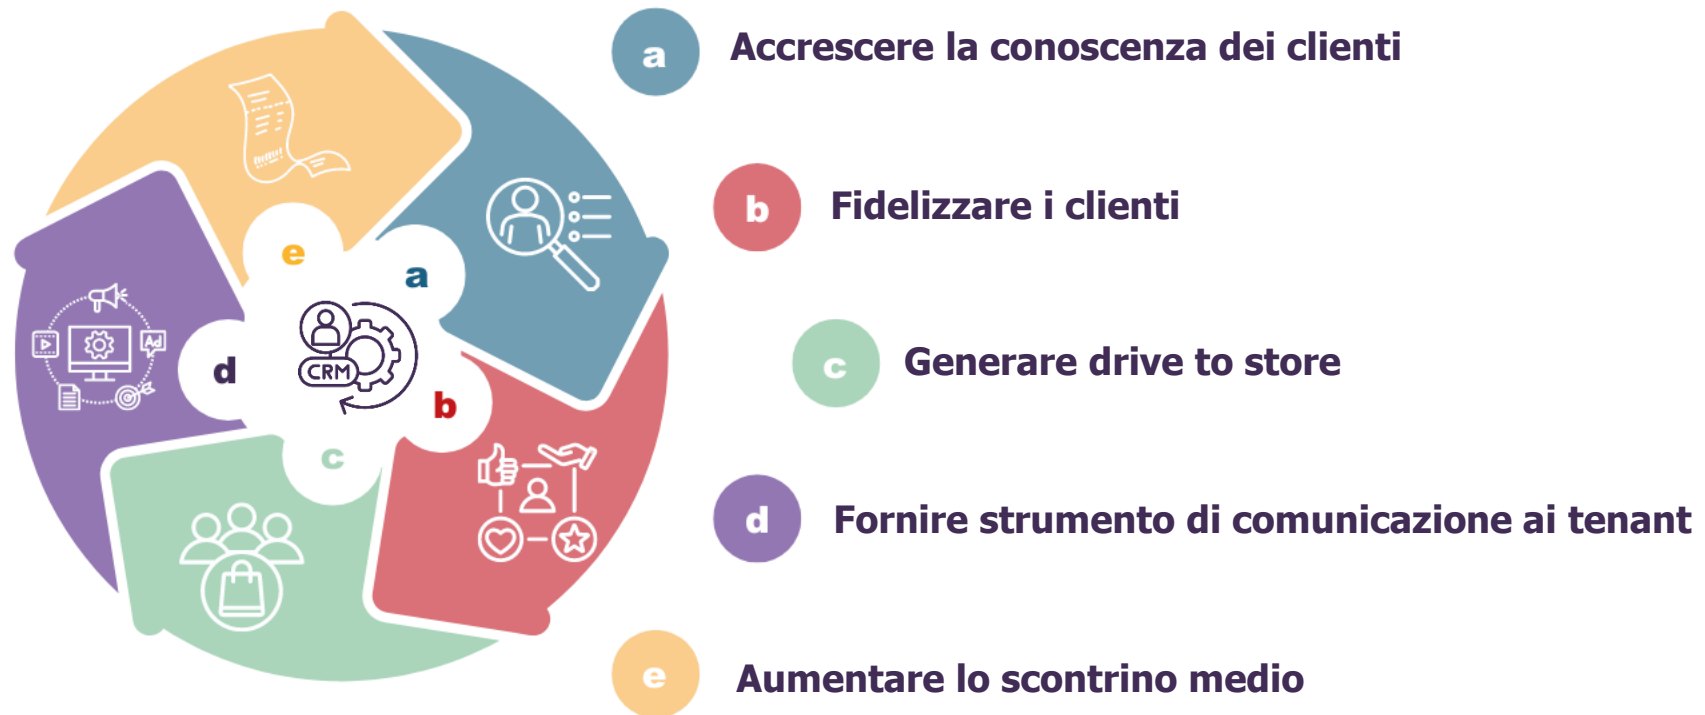 a Accrescere la conoscenza dei clienti
b Fidelizzare i clienti
c Generare drive to store
d Fornire strumento di comunicazione ai tenant
e Aumentare lo scontrino medio
e
a
d
b
c
CRM
Ad